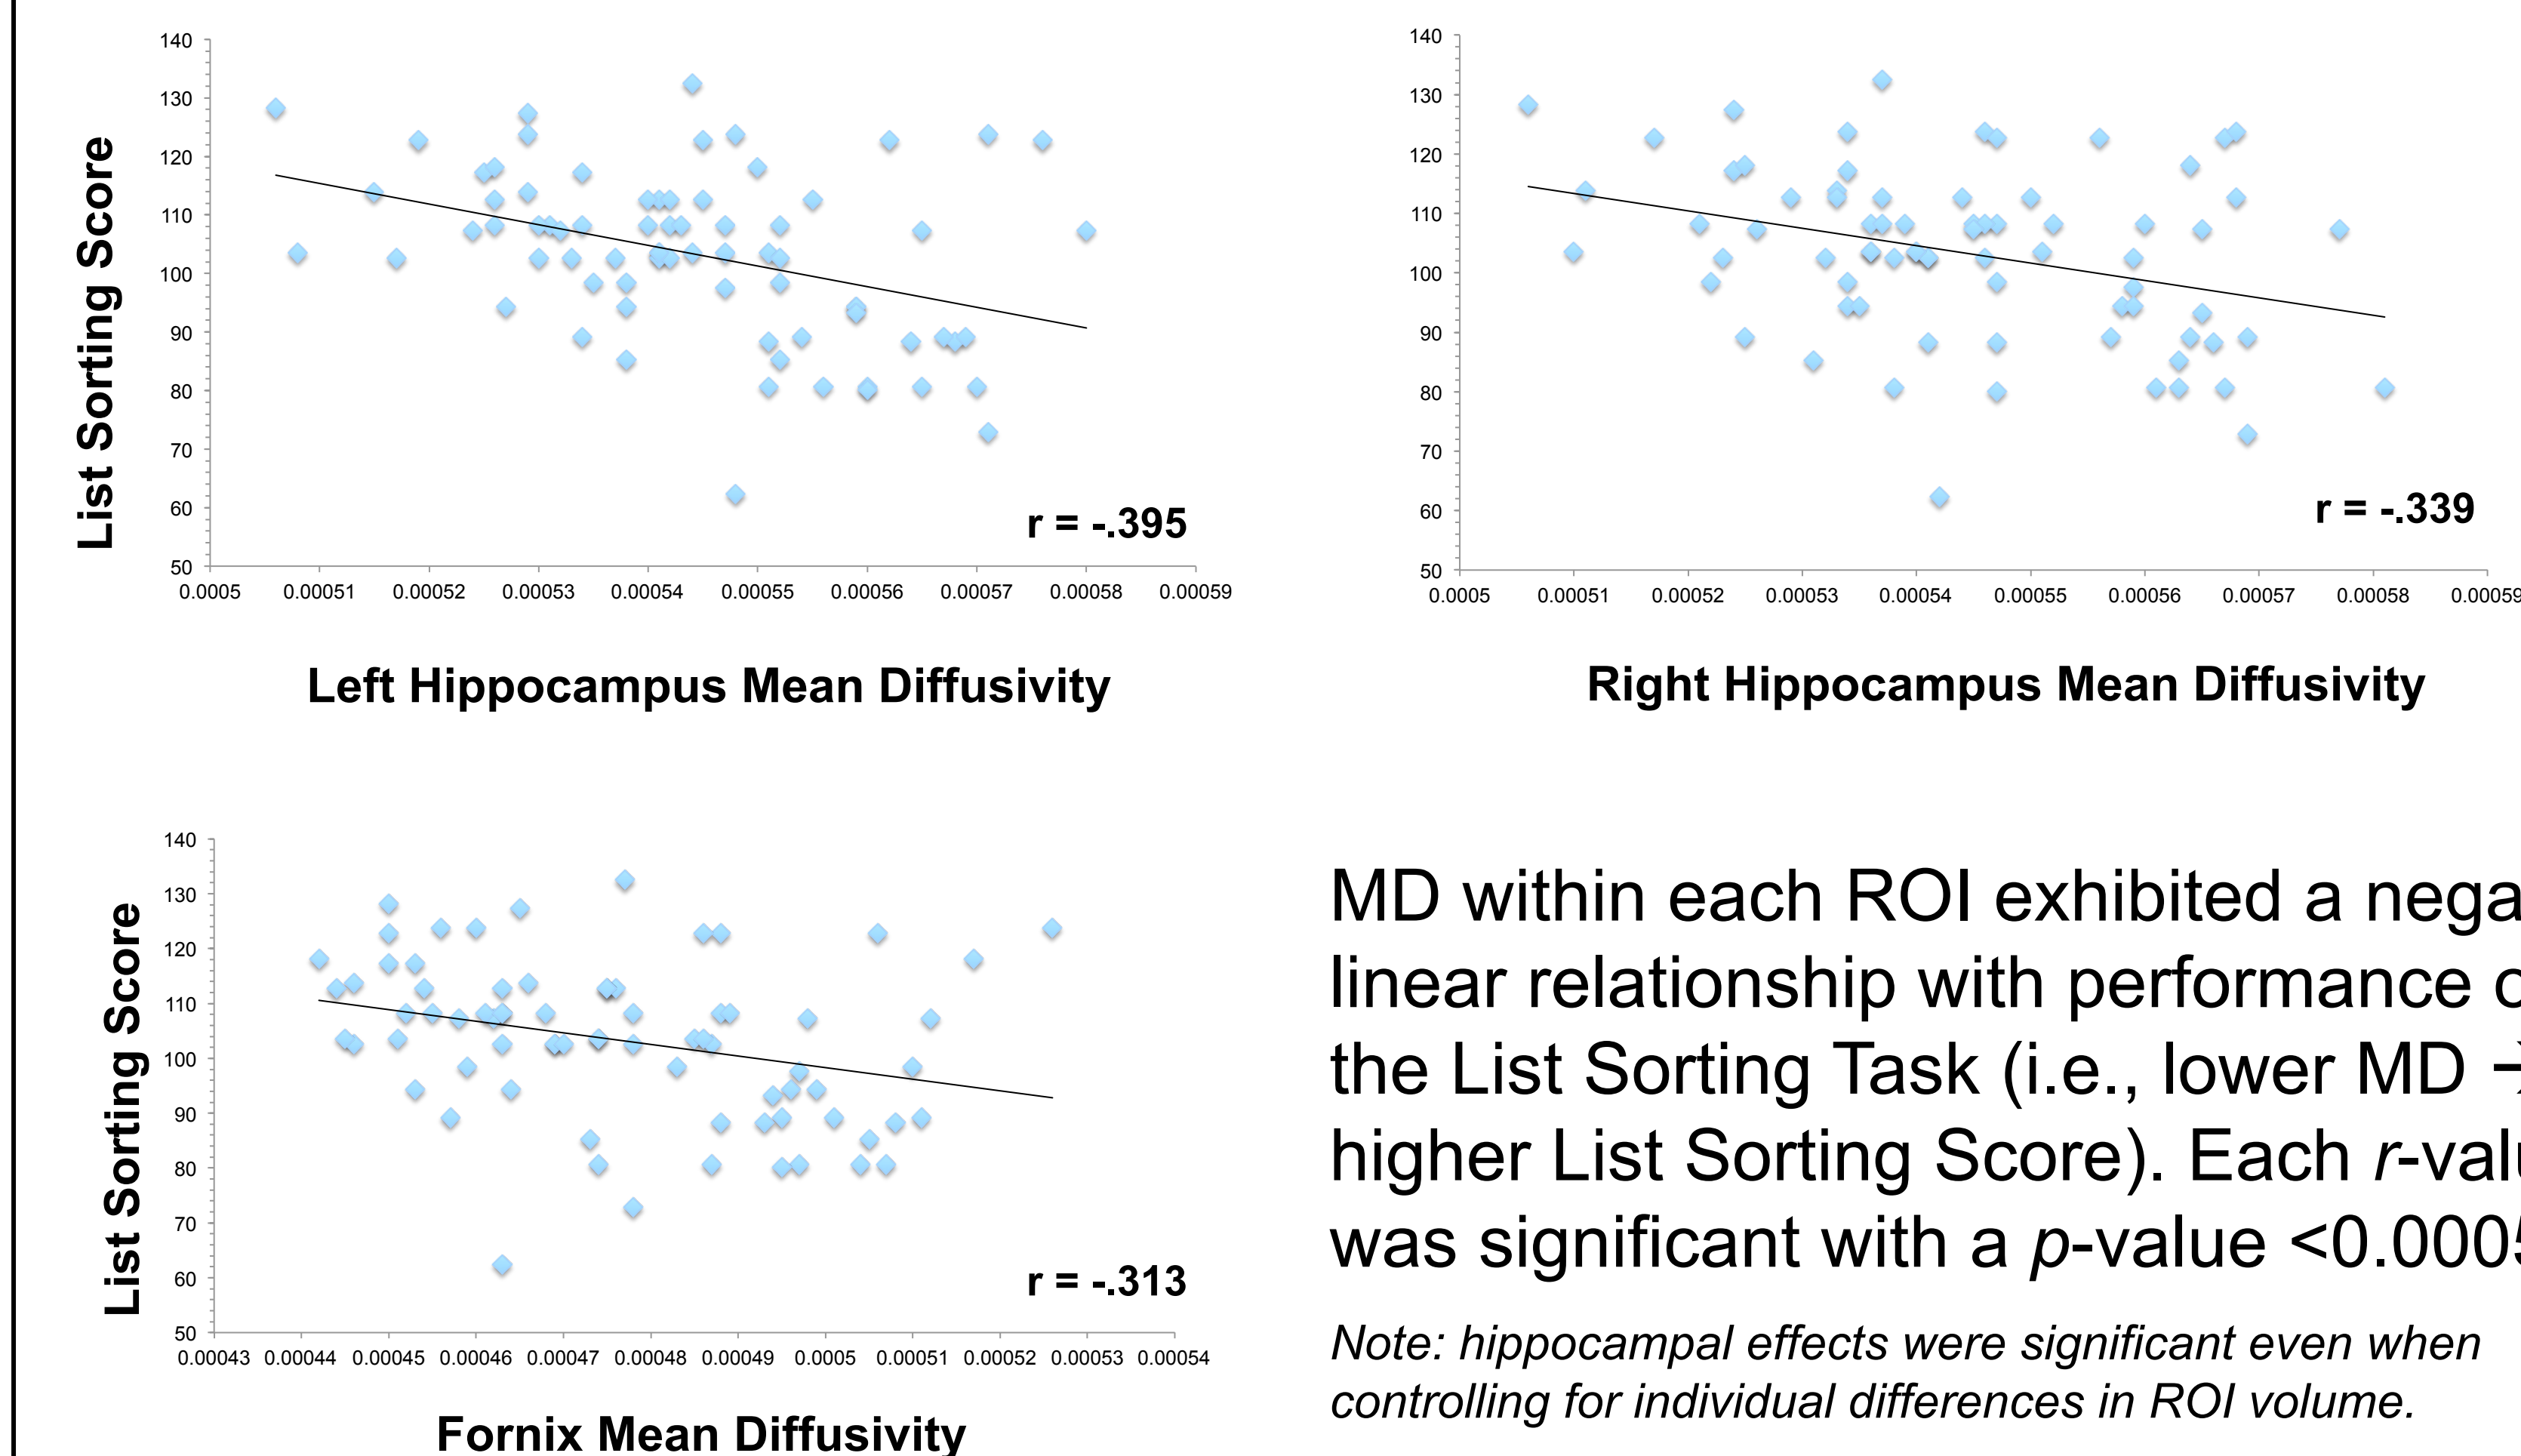 140
130
120
110
100
90
80
70
60
50
List Sorting Score
0.0005 0.00051 0.00052 0.00053 0.00054 0.00055 0.00056 0.00057 0.00058 0.00059
r = -.395
Left Hippocampus Mean Diffusivity
140
130
120
110
100
90
80
70
60
50
0.0005 0.00051 0.00052 0.00053 0.00054 0.00055 0.00056 0.00057 0.00058 0.00059
r = -.339
Right Hippocampus Mean Diffusivity
140
130
120
110
100
90
80
70
60
50
List Sorting Score
0.00043 0.00044 0.00045 0.00046 0.00047 0.00048 0.00049 0.0005 0.00051 0.00052 0.00053 0.00054
r = -.313
Fornix Mean Diffusivity
MD within each ROI exhibited a nega
linear relationship with performance
the List Sorting Task (i.e., lower MD →
higher List Sorting Score). Each r-valu
was significant with a p-value <0.0005
Note: hippocampal effects were significant even when
controlling for individual differences in ROI volume.